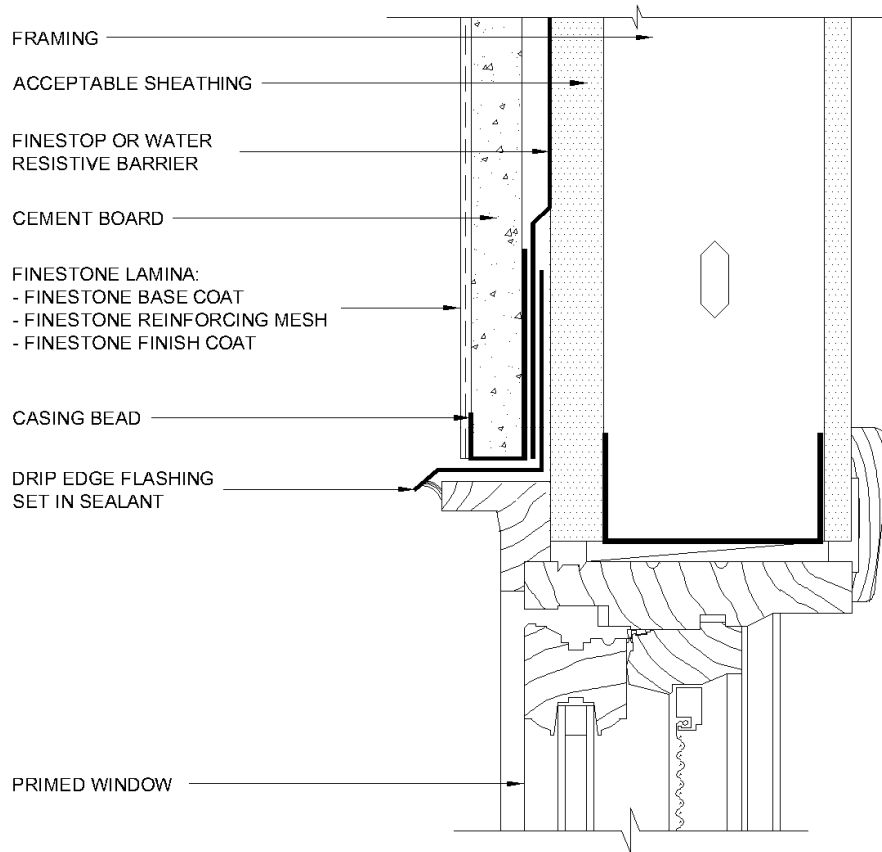 FRAMING
ACCEPTABLE SHEATHING
FINESTOP OR WATER
RESISTIVE BARRIER
CEMENT BOARD
FINESTONE LAMINA:
- FINESTONE BASE COAT
- FINESTONE REINFORCING MESH
- FINESTONE FINISH COAT
CASING BEAD
DRIP EDGE FLASHING
SET IN SEALANT
PRIMED WINDOW